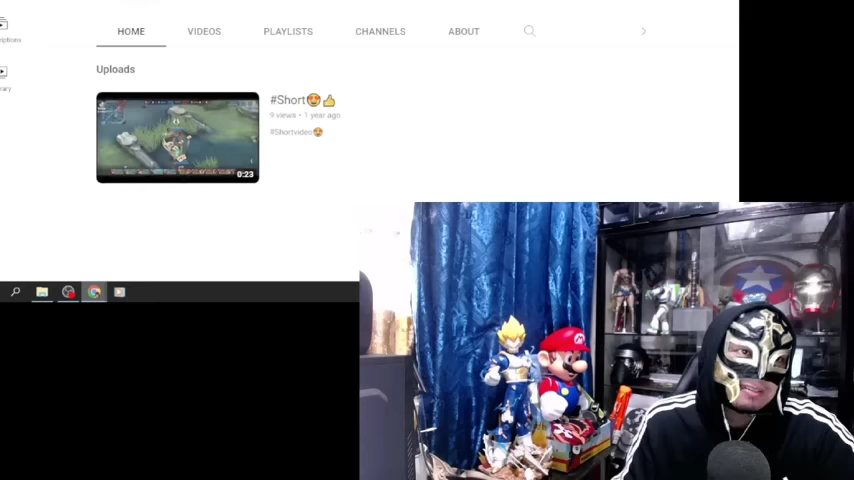 HOME VIDEOS PLAYLISTS CHANNELS ABOUT
Uploads
#Short😍👍
9 views • 1 year ago
#Shortvideo😍
0:23